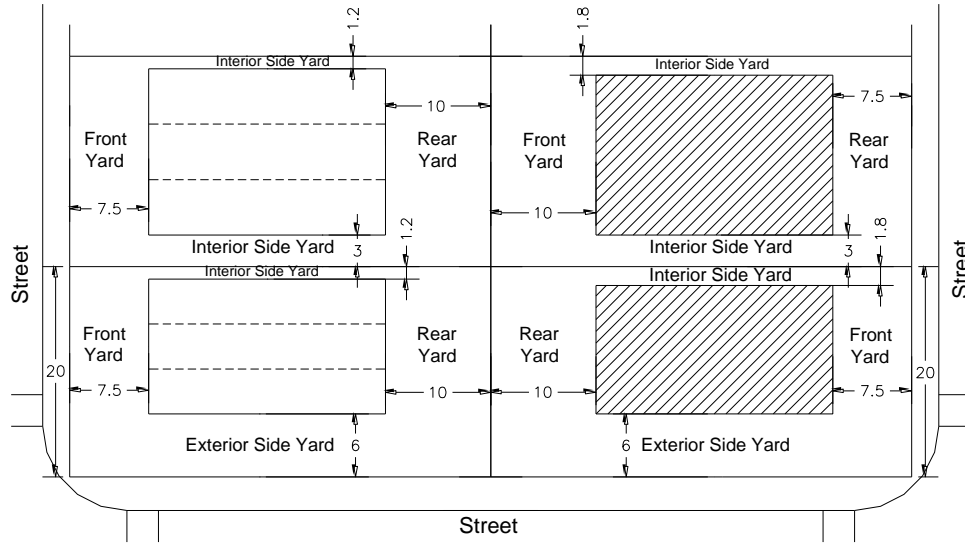 1.2
1.8
Interior Side Yard
Interior Side Yard
10
7.5
Front
Yard
Rear
Yard
Front
Yard
Rear
Yard
7.5
10
1.2
1.8
Interior Side Yard
3
Interior Side Yard
3
Interior Side Yard
Interior Side Yard
Street
Street
Front
Yard
Rear
Yard
Rear
Yard
Front
Yard
20
7.5
10
10
7.5
20
Exterior Side Yard
6
6
Exterior Side Yard
Street